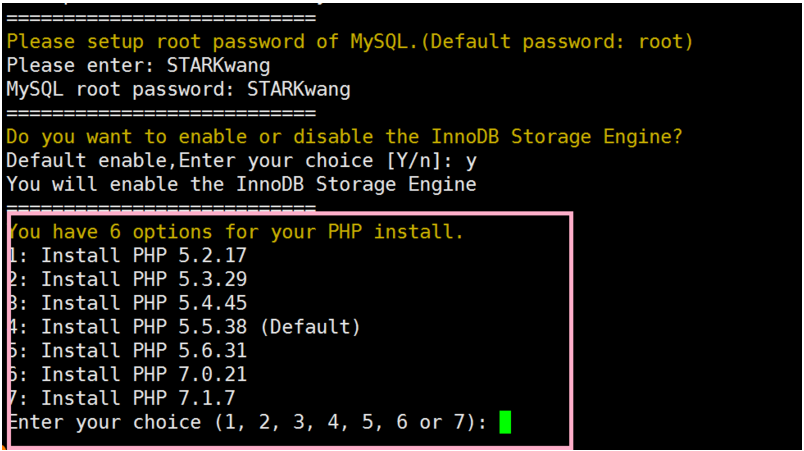 ===========================
Please setup root password of MySQL.(Default password: root)
Please enter: STARKwang
MySQL root password: STARKwang
===========================
Do you want to enable or disable the InnoDB Storage Engine?
Default enable,Enter your choice [Y/n]: y
You will enable the InnoDB Storage Engine
===========================
You have 6 options for your PHP install.
1: Install PHP 5.2.17
2: Install PHP 5.3.29
3: Install PHP 5.4.45
4: Install PHP 5.5.38 (Default)
5: Install PHP 5.6.31
6: Install PHP 7.0.21
7: Install PHP 7.1.7
Enter your choice (1, 2, 3, 4, 5, 6 or 7):